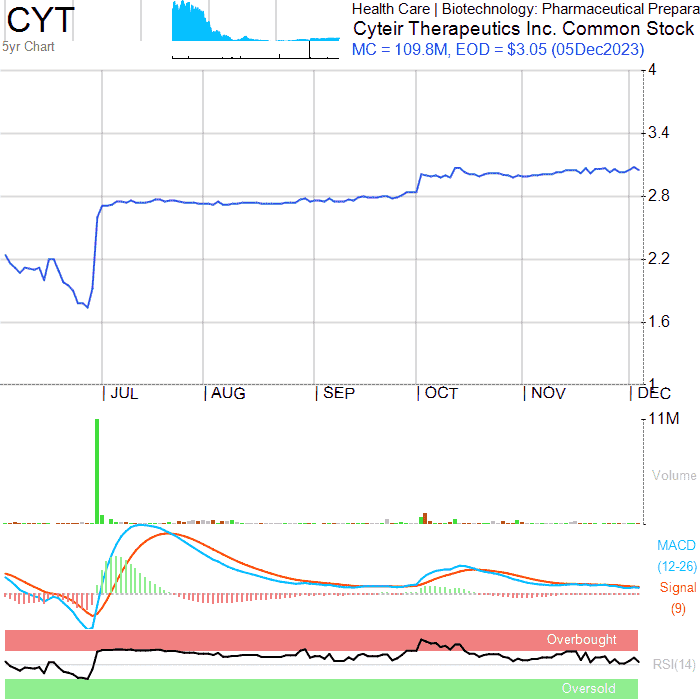 CYT
5yr Chart
Health Care | Biotechnology: Pharmaceutical Prepara
Cyteir Therapeutics Inc. Common Stock
MC = 109.8M, EOD = $3.05 (05Dec2023)
4
3.4
2.8
2.2
1.6
1
| JUL | AUG | SEP | OCT | NOV | DEC
11M
Volume
MACD
(12-26)
Signal
(9)
Overbought
RSI(14)
Oversold